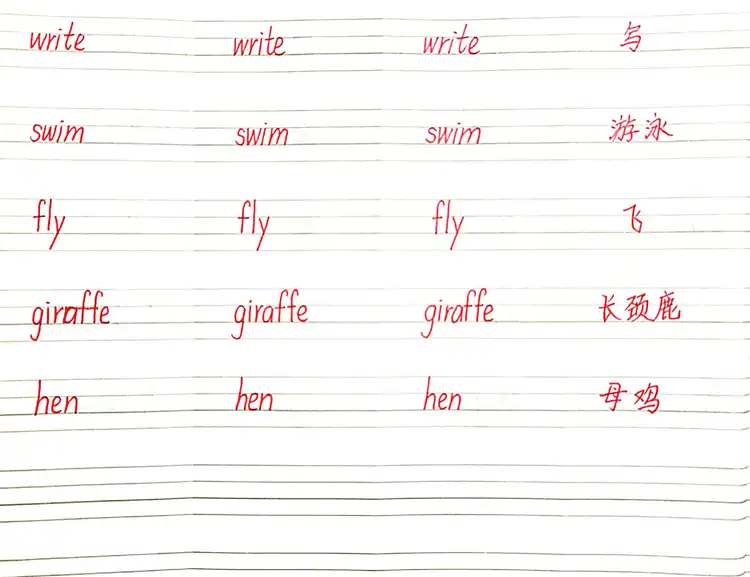 write write write 写
swim swim swim 游泳
fly fly fly 飞
giraffe giraffe giraffe 长颈鹿
hen hen hen 母鸡